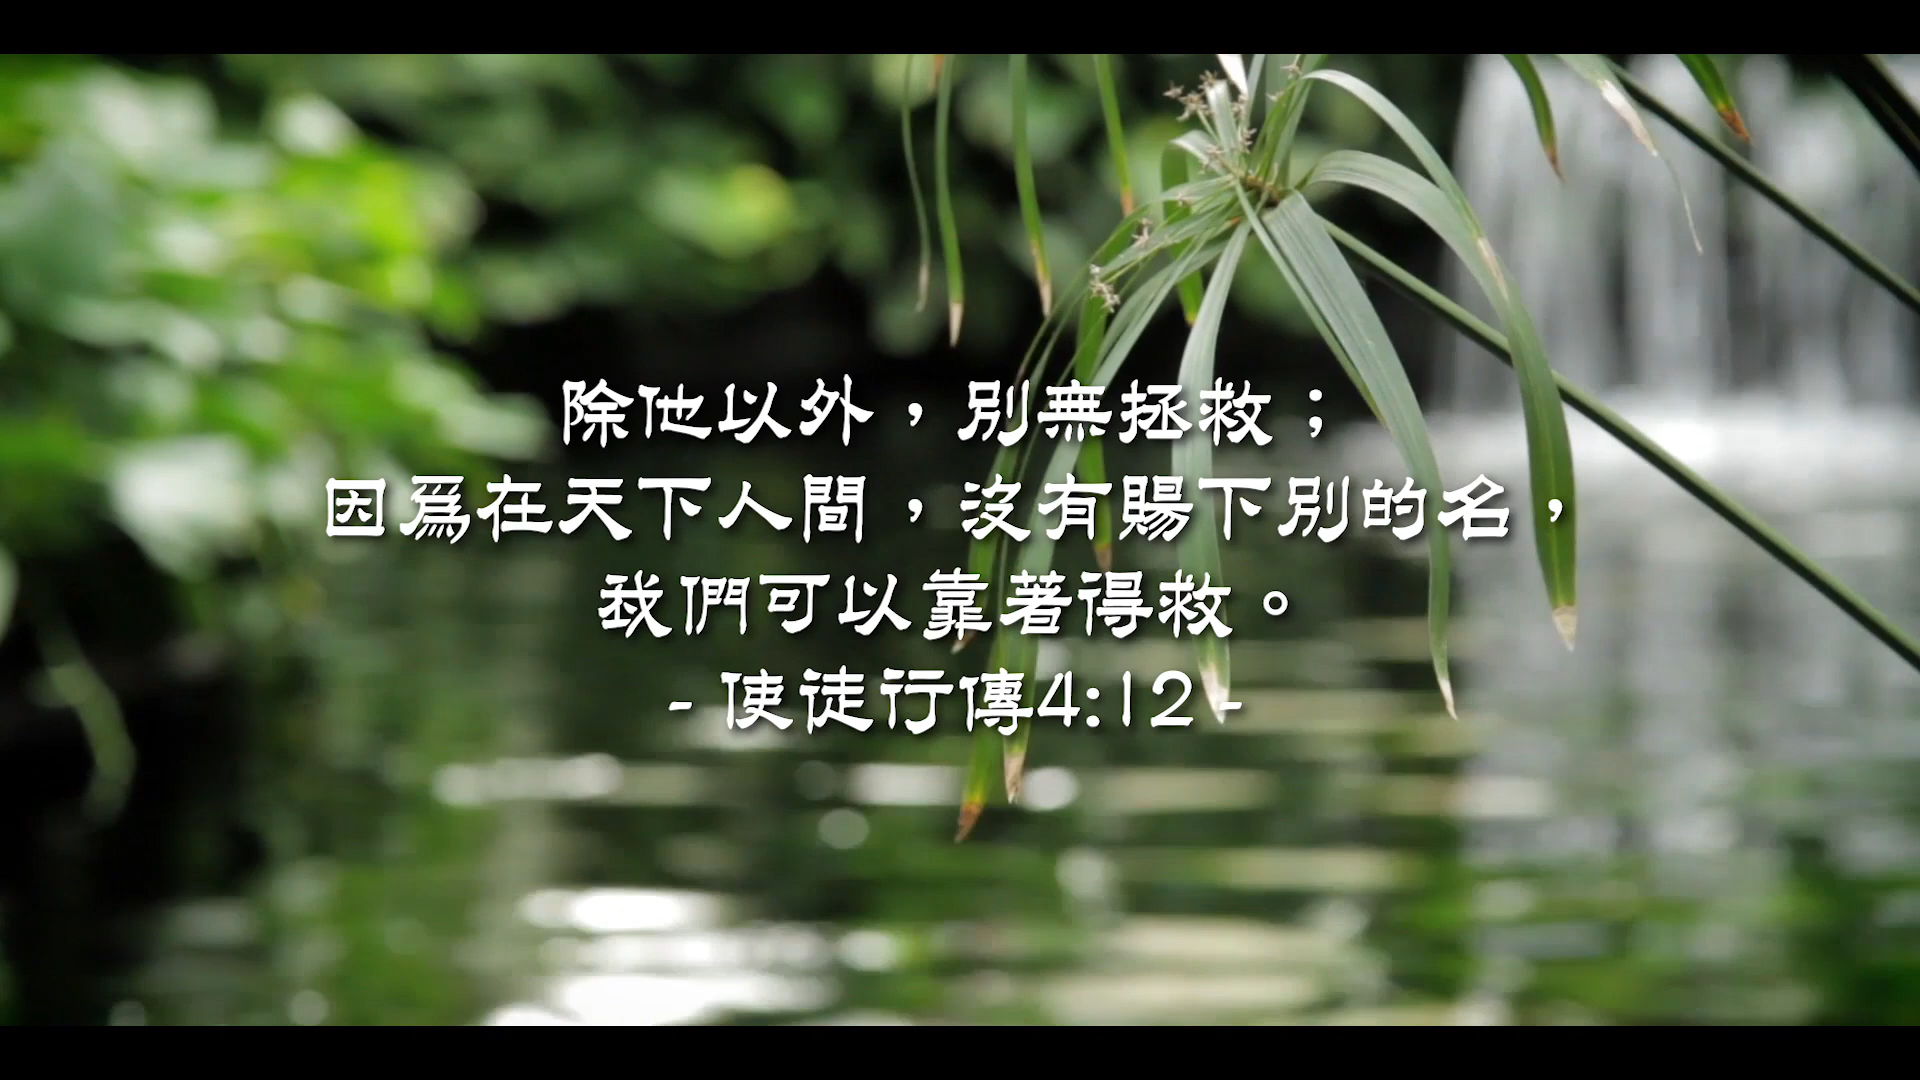 除他以外，別無拯救；
因爲在天下人間，沒有賜下別的名，
我們可以靠著得救。
- 使徒行傳4:12 -